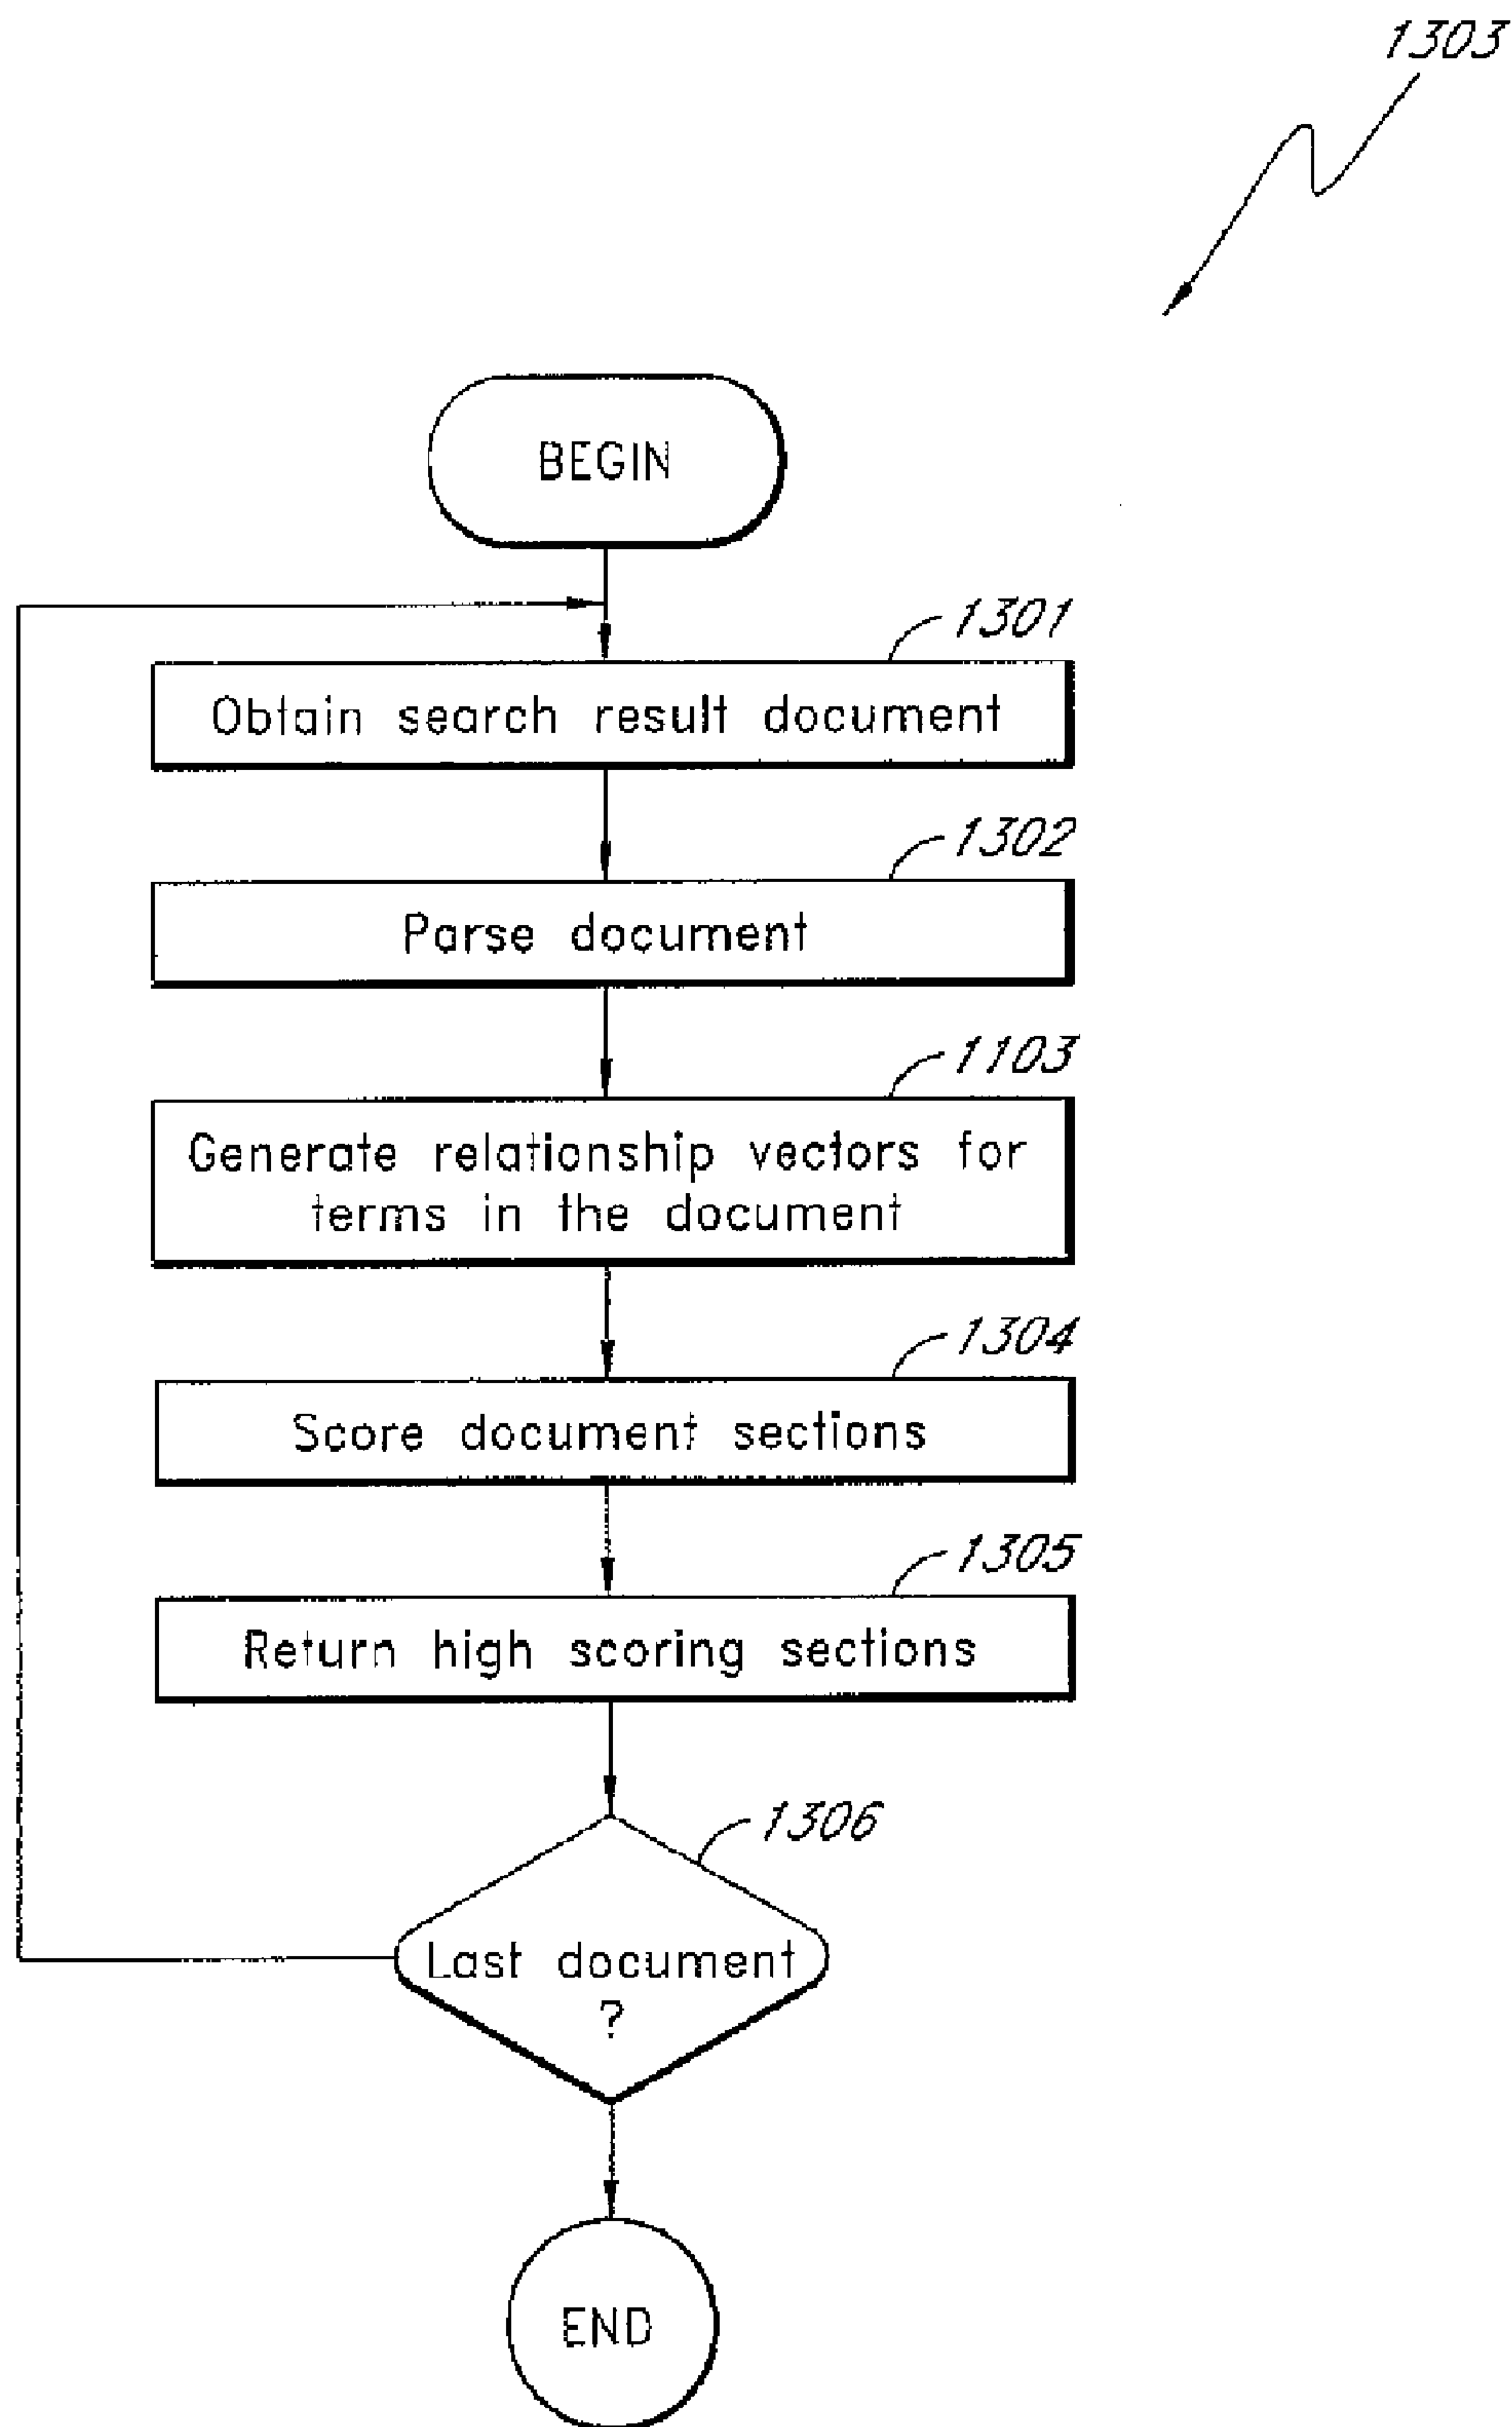 1303
BEGIN
1301
Obtain search result document
1302
Parse document
1103
Generate relationship vectors for
terms in the document
1304
Score document sections
1305
Return high scoring sections
1306
Last document
?
END